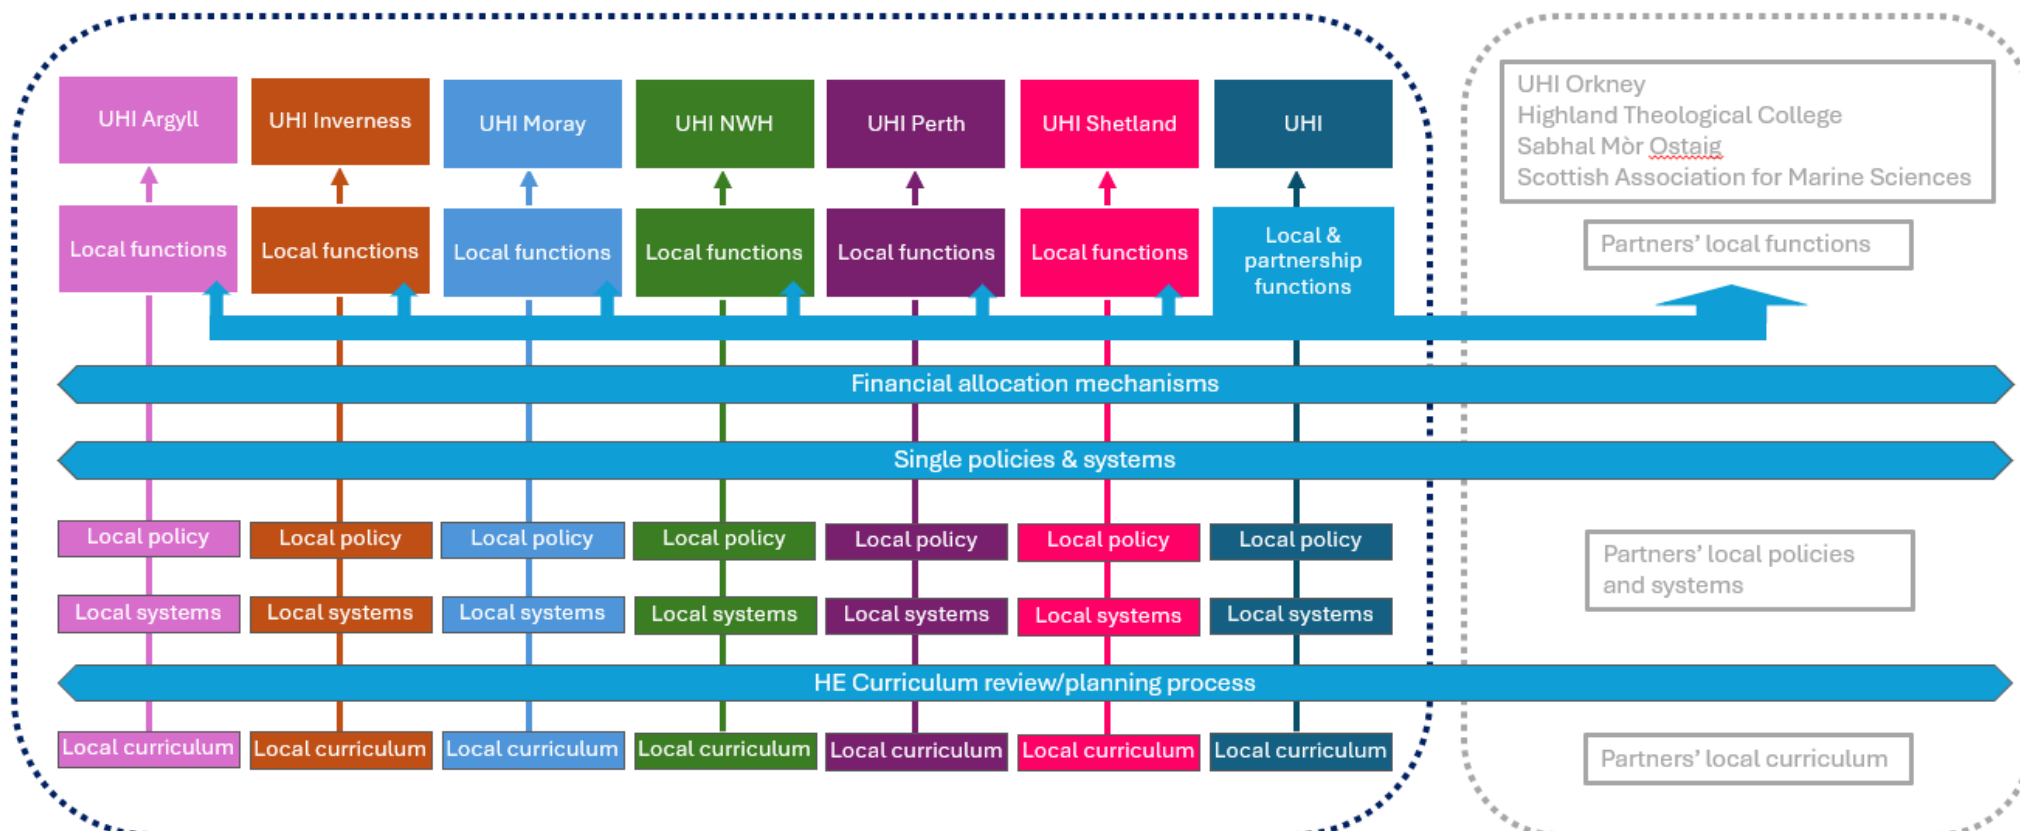 UHI Argyll
UHI Inverness
UHI Moray
UHI NWH
UHI Perth
UHI Shetland
UHI
UHI Orkney
Highland Theological College
Sabhal Mòr Ostaig
Scottish Association for Marine Sciences
Local functions
Local functions
Local functions
Local functions
Local functions
Local functions
Local &
partnership
functions
Partners’ local functions
Financial allocation mechanisms
Single policies & systems
Local policy
Local policy
Local policy
Local policy
Local policy
Local policy
Local policy
Partners’ local policies
and systems
Local systems
Local systems
Local systems
Local systems
Local systems
Local systems
Local systems
HE Curriculum review/planning process
Local curriculum
Local curriculum
Local curriculum
Local curriculum
Local curriculum
Local curriculum
Local curriculum
Partners’ local curriculum